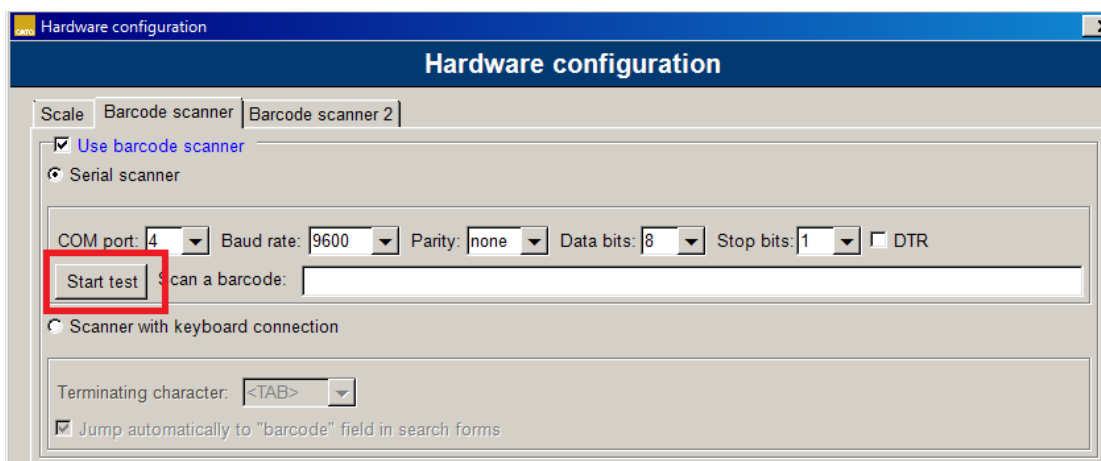 CATO Hardware configuration
Hardware configuration
Scale Barcode scanner Barcode scanner 2
Use barcode scanner
Serial scanner
COM port: 4 Baud rate: 9600 Parity: none Data bits: 8 Stop bits: 1 DTR
Start test can a barcode:
Scanner with keyboard connection
Terminating character: <TAB>
Jump automatically to "barcode" field in search forms